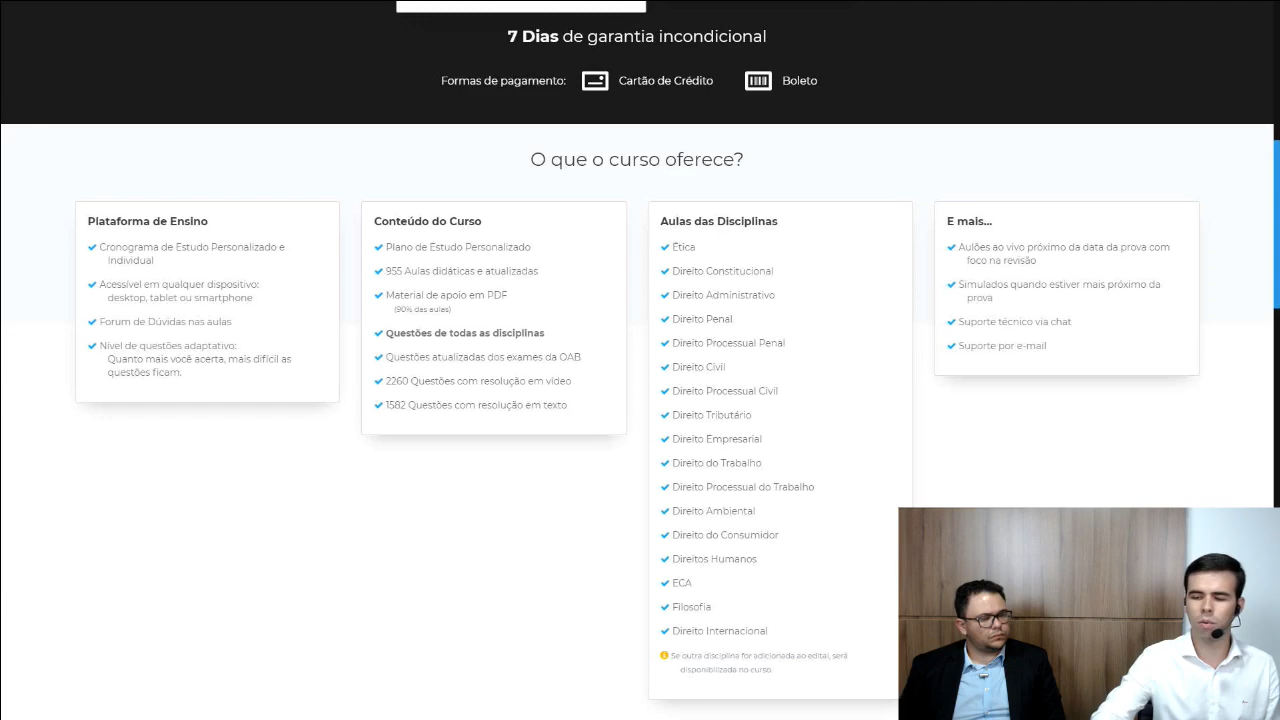 7 Dias de garantia incondicional
Formas de pagamento: Cartão de Crédito Boleto
O que o curso oferece?
Plataforma de Ensino
Cronograma de Estudo Personalizado e
Individual
Acessível em qualquer dispositivo:
desktop, tablet ou smartphone
Forum de Dúvidas nas aulas
Nível de questões adaptativo:
Quanto mais você acerta, mais difícil as
questões ficam.
Conteúdo do Curso
Plano de Estudo Personalizado
955 Aulas didáticas e atualizadas
Material de apoio em PDF
(90% das aulas)
Questões de todas as disciplinas
Questões atualizadas dos exames da OAB
2260 Questões com resolução em vídeo
1582 Questões com resolução em texto
Aulas das Disciplinas
Ética
Direito Constitucional
Direito Administrativo
Direito Penal
Direito Processual Penal
Direito Civil
Direito Processual Civil
Direito Tributário
Direito Empresarial
Direito do Trabalho
Direito Processual do Trabalho
Direito Ambiental
Direito do Consumidor
Direitos Humanos
ECA
Filosofia
Direito Internacional
Se outra disciplina for adicionada ao edital, será
disponibilizada no curso.
E mais...
Aulões ao vivo próximo da data da prova com
foco na revisão
Simulados quando estiver mais próximo da
prova
Suporte técnico via chat
Suporte por e-mail